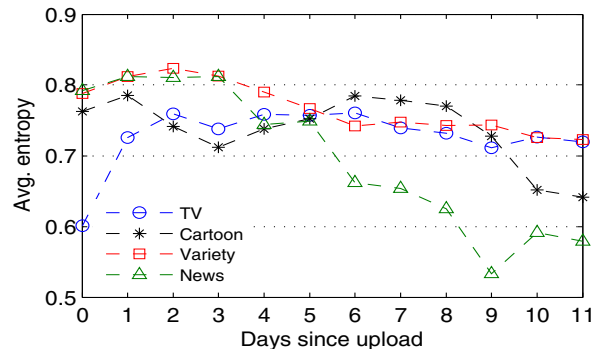 0.9
0.8
0.7
0.6
0.5
Avg. entropy
TV
Cartoon
Variety
News
0 1 2 3 4 5 6 7 8 9 10 11
Days since upload